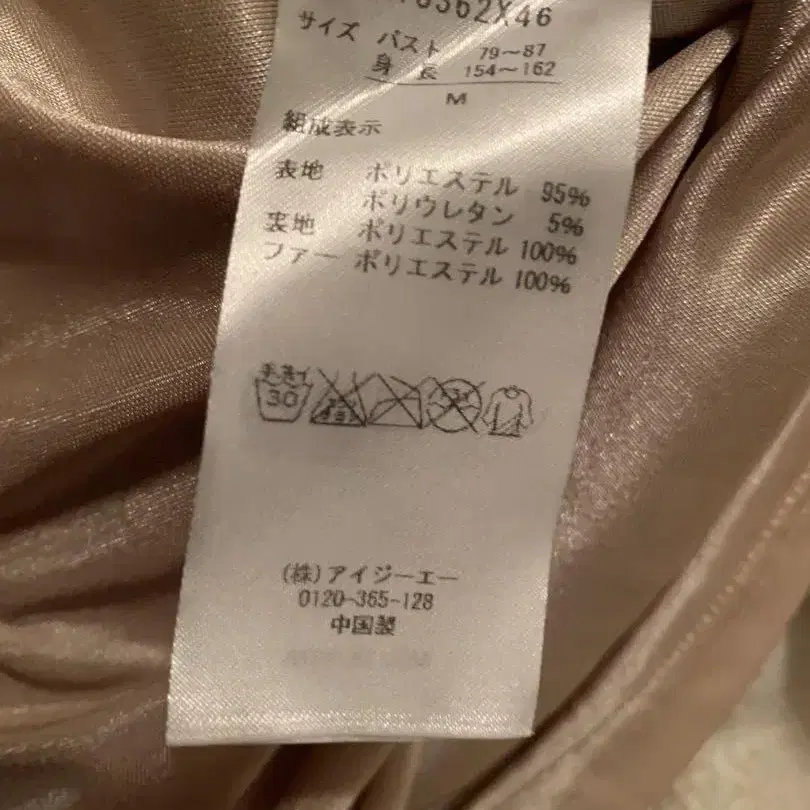 サイズ バスト 79～87
身 長 154～162
M
組成表示
表地 ポリエステル 95%
ポリウレタン 5%
裏地 ポリエステル 100%
ファー ポリエステル 100%
手洗イ
30
(株)アイジーエー
0120-365-128
中国製